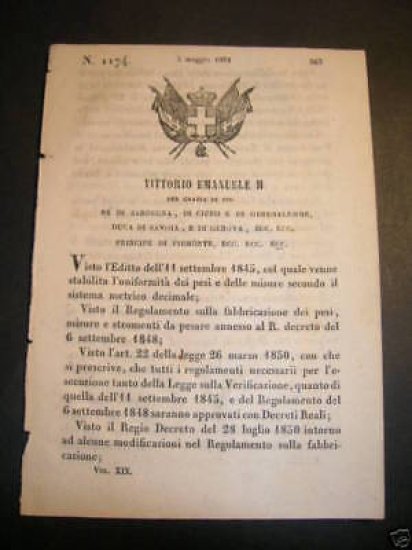 N. 1174. 5 maggio 1851 363
VITTORIO EMANUELE II
PER GRAZIA DI DIO
RE DI SARDEGNA, DI CIPRO E DI GERUSALEMME,
DUCA DI SAVOIA, E DI GENOVA, ECC. ECC.
PRINCIPE DI PIEMONTE, ECC. ECC. ECC.
Visto l'Editto dell'11 settembre 1845, col quale venne
stabilita l'uniformità dei pesi e delle misure secondo il
sistema metrico decimale;
Visto il Regolamento sulla fabbricazione dei pesi,
misure e stromenti da pesare annesso al R. decreto del
6 settembre 1848;
Visto l'art. 22 della legge 26 marzo 1850, con che
si prescrive, che tutti i regolamenti necessarii per l'e-
secuzione tanto della Legge sulla Verificazione, quanto di
quella dell'11 settembre 1845, e del Regolamento del
6 settembre 1848 saranno approvati con Decreti Reali;
Visto il Regio Decreto del 28 luglio 1850 intorno
ad alcune modificazioni nel Regolamento sulla fabbri-
cazione;
Vol. XIX.